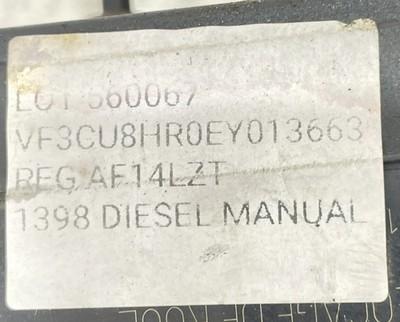 LOT 560067
VF3CU8HR0EY013663
REG AF14LZT
1398 DIESEL MANUAL